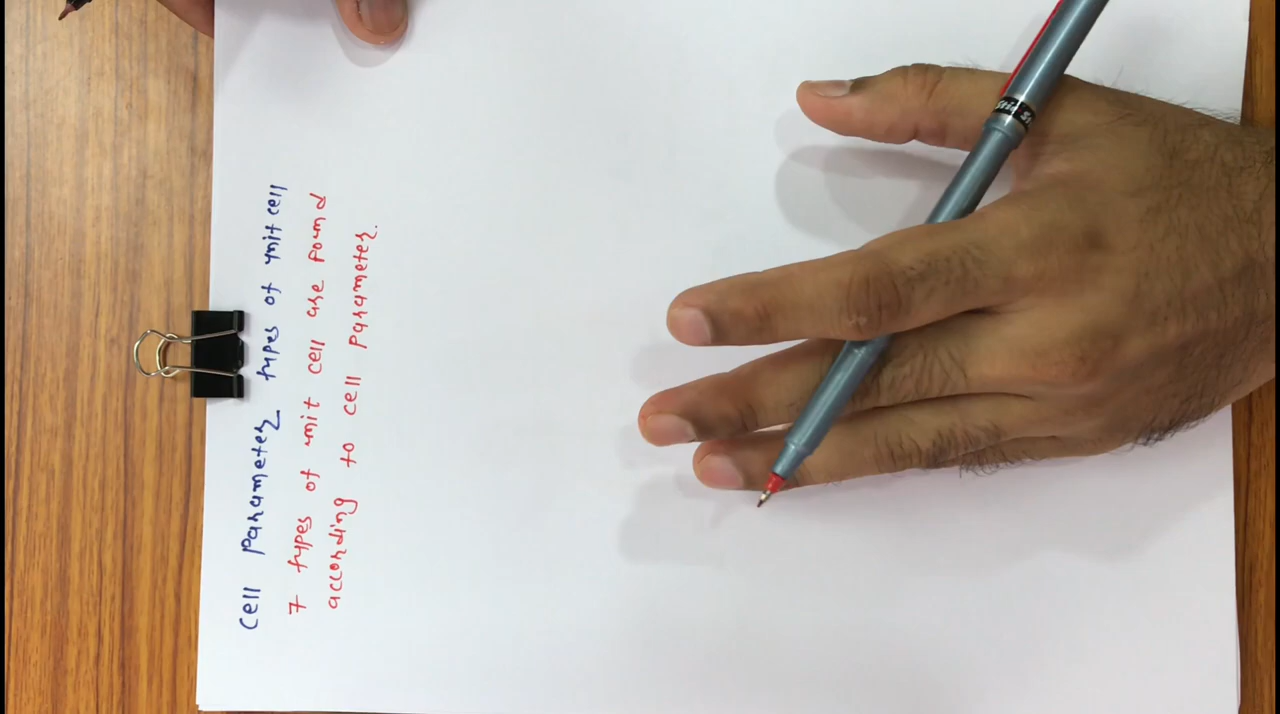 Cell Parameter types of unit cell
7 types of unit cell are found
according to cell parameter.